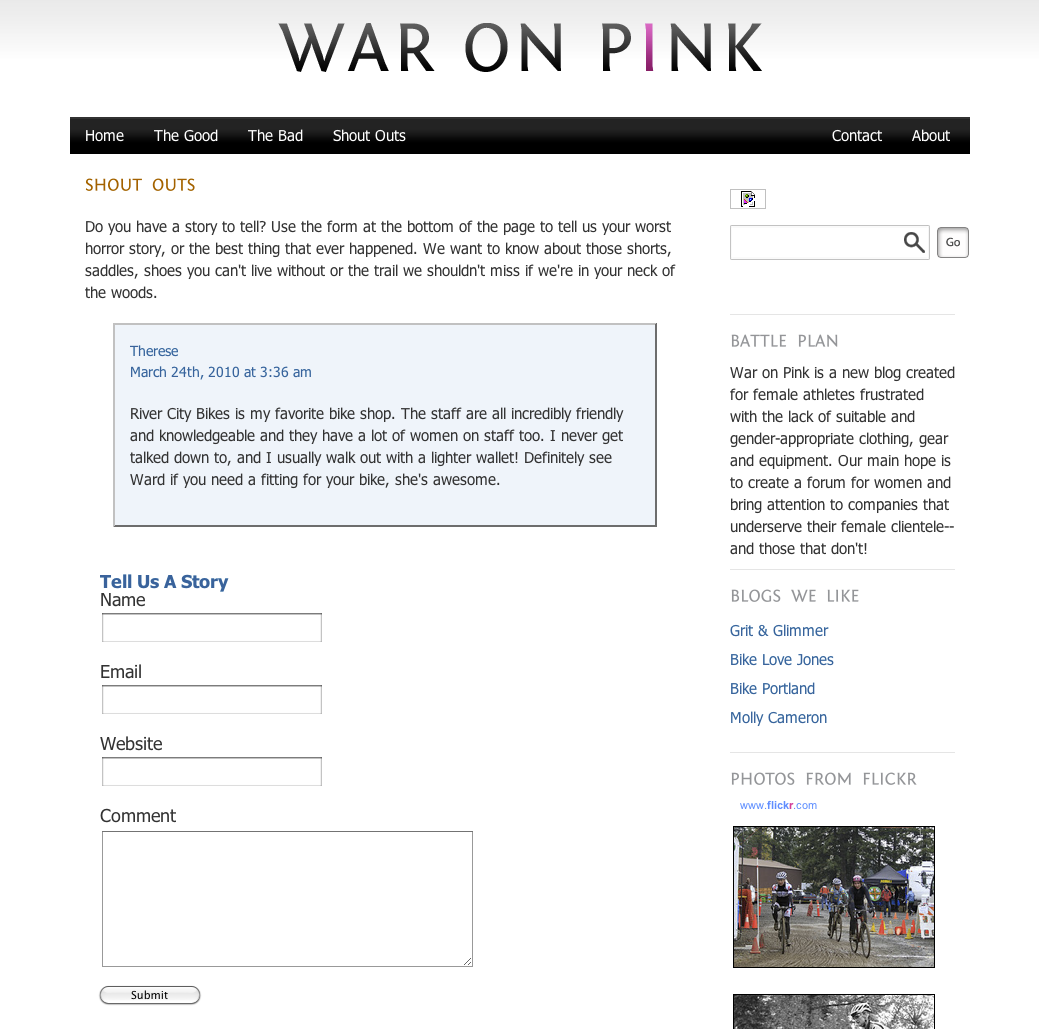 WAR ON PINK
Home The Good The Bad Shout Outs Contact About
SHOUT OUTS
Do you have a story to tell? Use the form at the bottom of the page to tell us your worst
horror story, or the best thing that ever happened. We want to know about those shorts,
saddles, shoes you can't live without or the trail we shouldn't miss if we're in your neck of
the woods.
Therese
March 24th, 2010 at 3:36 am
River City Bikes is my favorite bike shop. The staff are all incredibly friendly
and knowledgeable and they have a lot of women on staff too. I never get
talked down to, and I usually walk out with a lighter wallet! Definitely see
Ward if you need a fitting for your bike, she's awesome.
Tell Us A Story
Name
Email
Website
Comment
Submit
Go
BATTLE PLAN
War on Pink is a new blog created
for female athletes frustrated
with the lack of suitable and
gender-appropriate clothing, gear
and equipment. Our main hope is
to create a forum for women and
bring attention to companies that
underserve their female clientele--
and those that don't!
BLOGS WE LIKE
Grit & Glimmer
Bike Love Jones
Bike Portland
Molly Cameron
PHOTOS FROM FLICKR
www.flickr.com